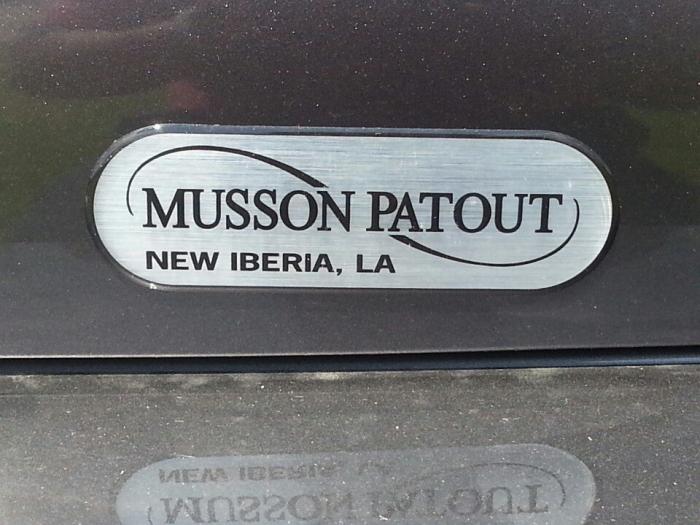 MUSSON PATOUT
NEW IBERiA, LA